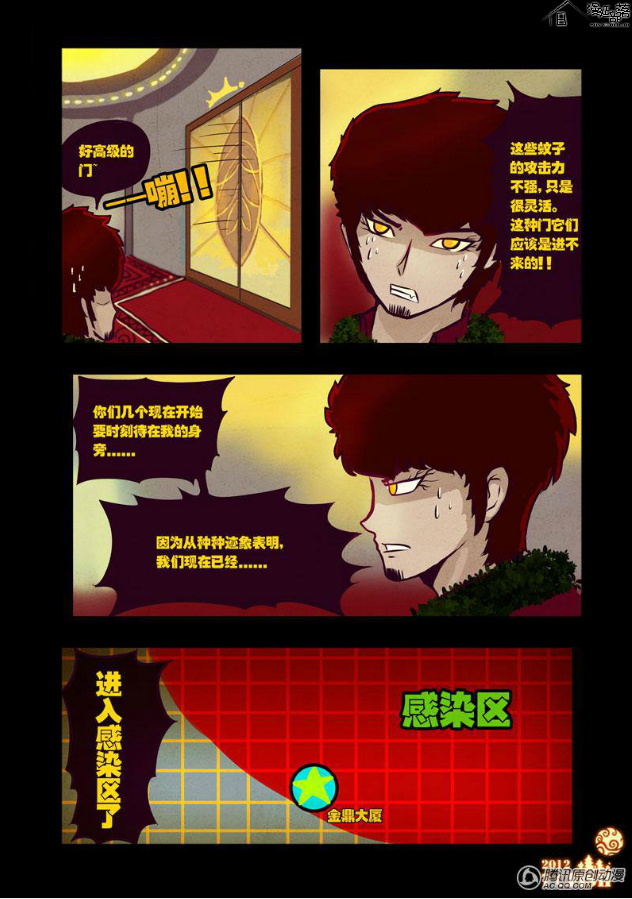 漫画部落
好高级的
门~
——嘣!!
这些蚊子
的攻击力
不强,只是
很灵活。
这种门它们
应该是进不
来的!!
你们几个现在开始
要时刻待在我的身
旁......
因为从种种迹象表明,
我们现在已经......
进入感染区了
感染区
金鼎大厦
2012
腾讯原创动漫
AC.QQ.COM